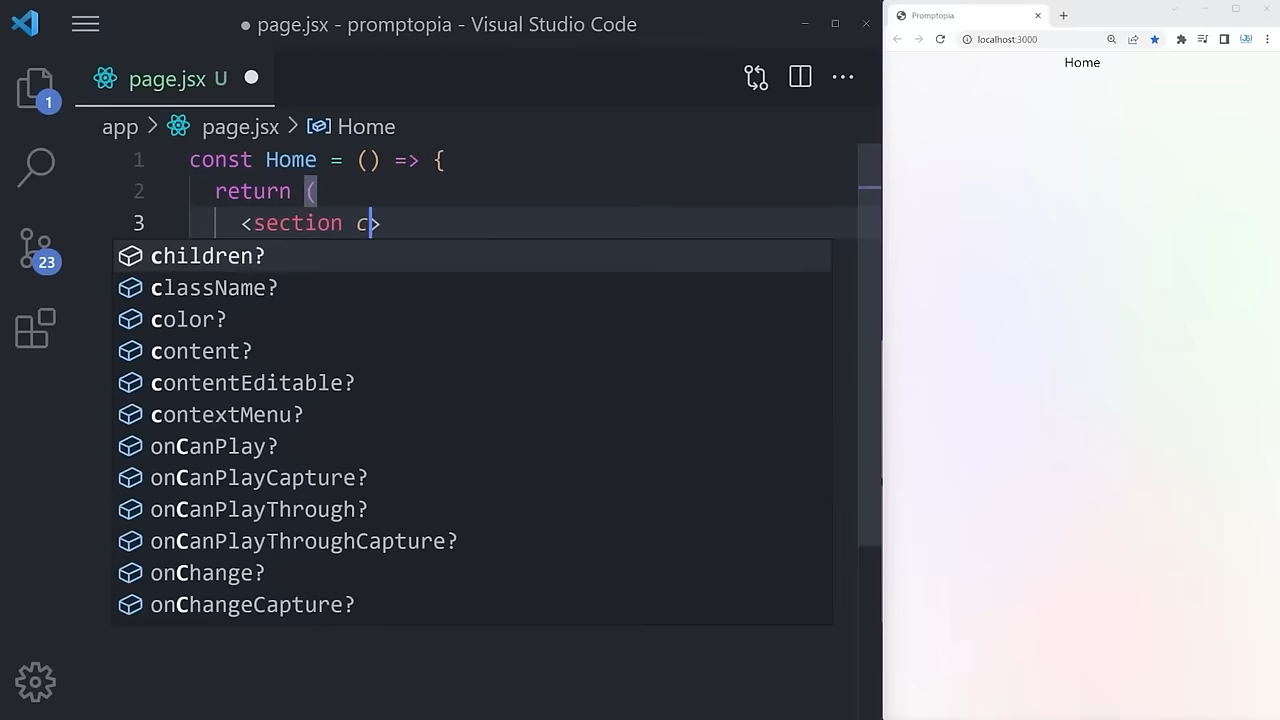 page.jsx - promptopia - Visual Studio Code
page.jsx U
app > page.jsx > Home
1 const Home = () => {
2 return (
3 <section c>
children?
className?
color?
content?
contentEditable?
contextMenu?
onCanPlay?
onCanPlayCapture?
onCanPlayThrough?
onCanPlayThroughCapture?
onChange?
onChangeCapture?
1
23
Promptopia
localhost:3000
Home